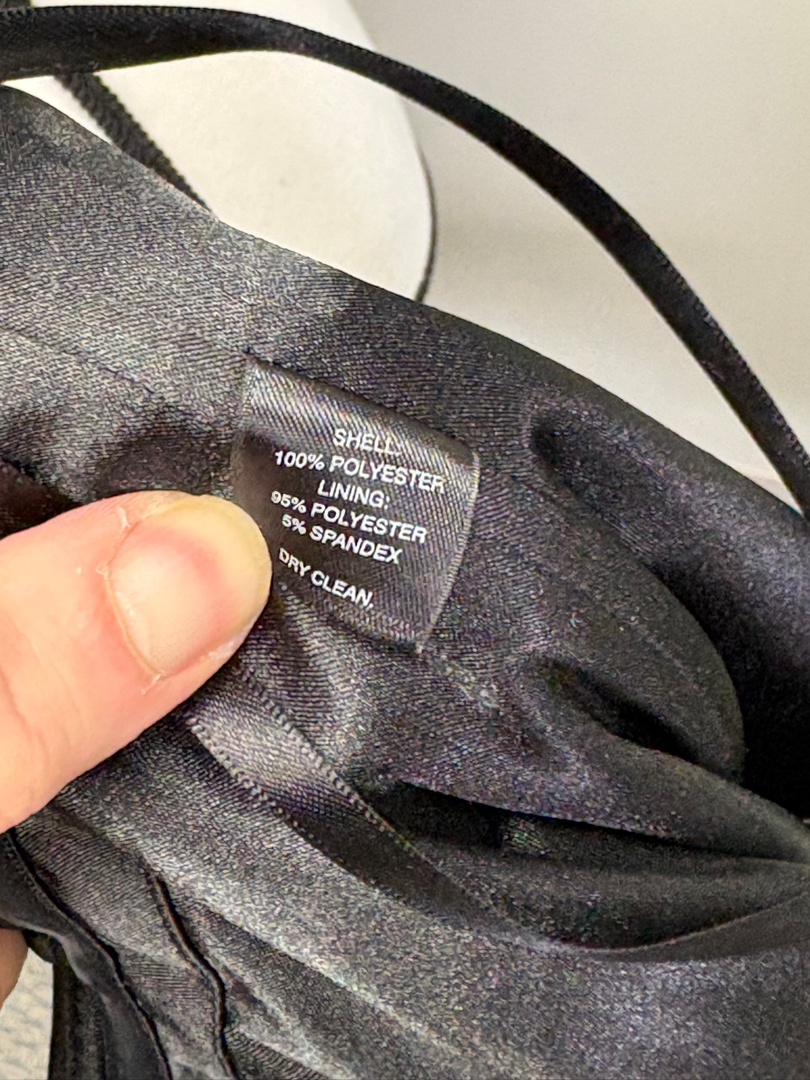 SHELL:
100% POLYESTER
LINING:
95% POLYESTER
5% SPANDEX
DRY CLEAN.